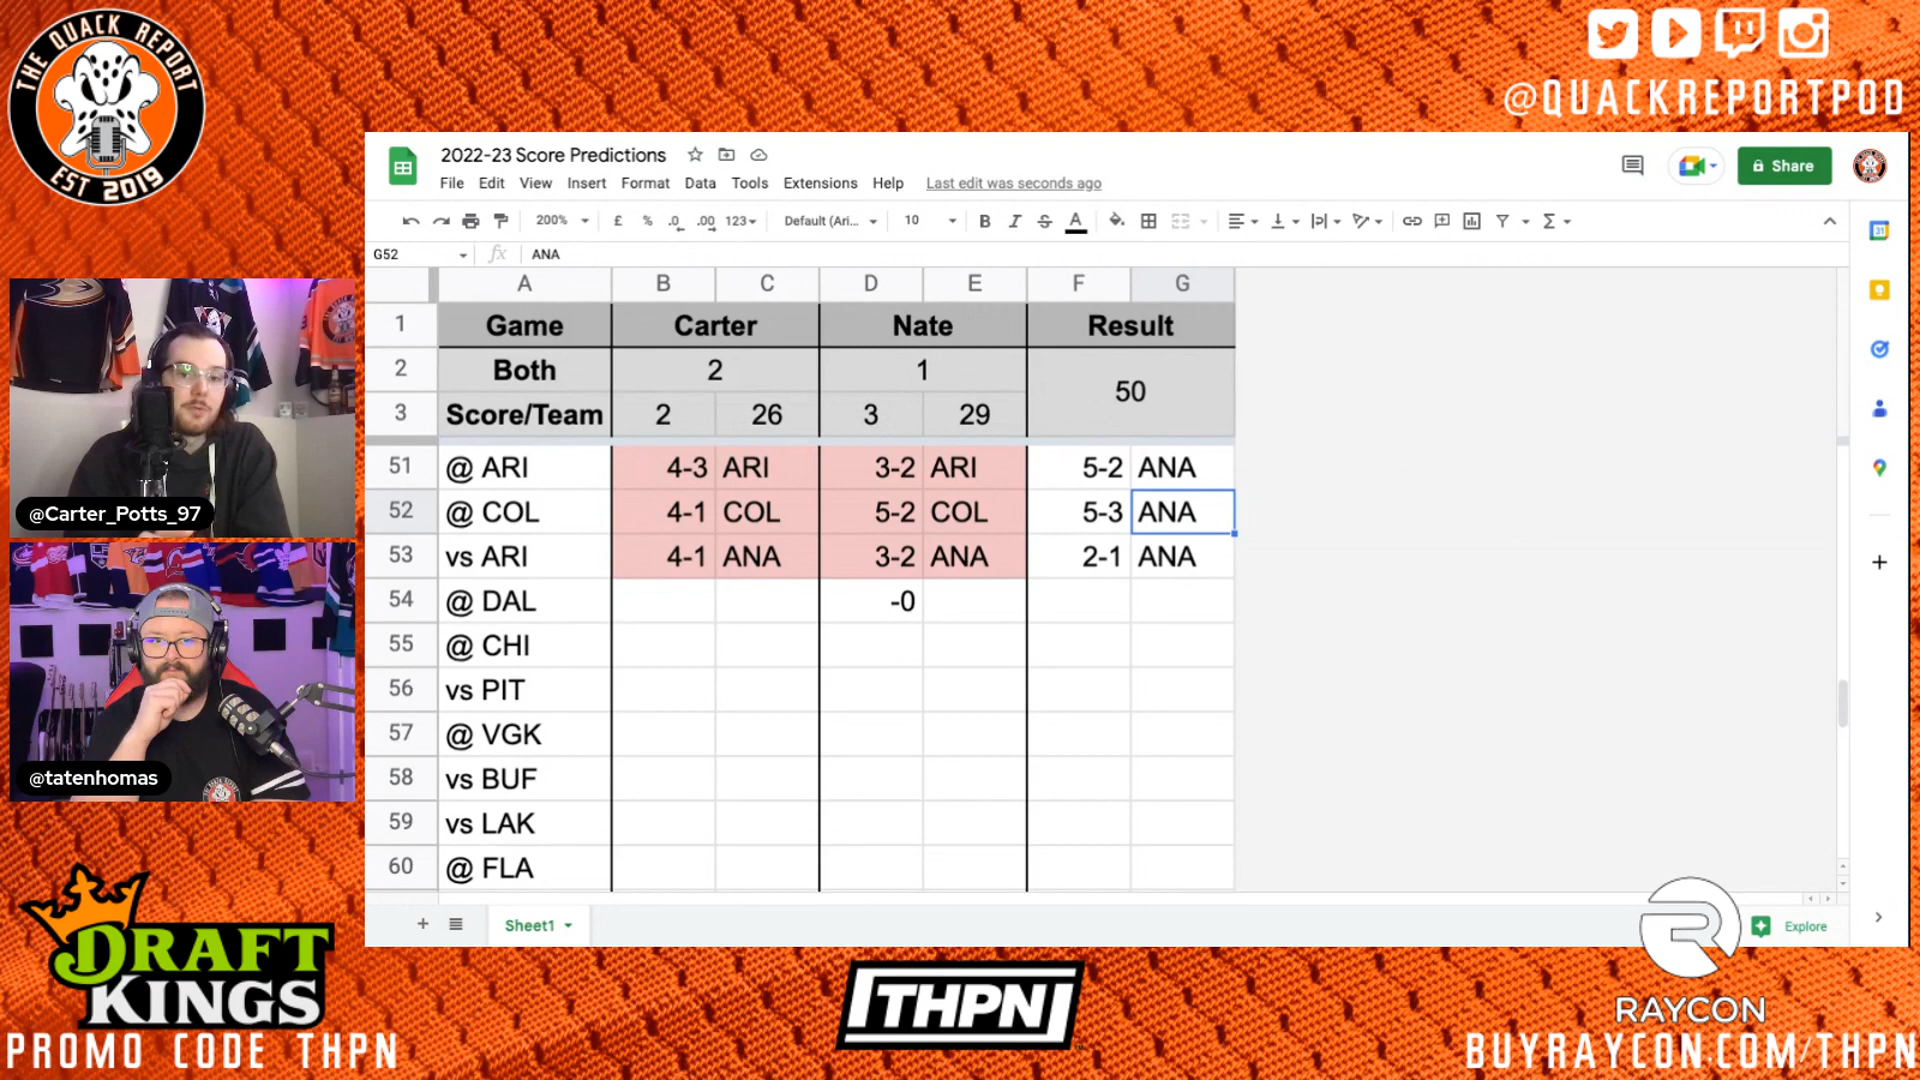 THE QUACK REPORT
EST 2019
@QUACKREPORTPOD
2022-23 Score Predictions
File Edit View Insert Format Data Tools Extensions Help Last edit was seconds ago
Share
200% £ % .0 .00 123 Default (Ari... 10 B I S A
31
G52 fx ANA
A B C D E F G
1 Game Carter Nate Result
2 Both 2 1 50
3 Score/Team 2 26 3 29
51 @ ARI 4-3 ARI 3-2 ARI 5-2 ANA
52 @ COL 4-1 COL 5-2 COL 5-3 ANA
53 vs ARI 4-1 ANA 3-2 ANA 2-1 ANA
54 @ DAL -0
55 @ CHI
56 vs PIT
57 @ VGK
58 vs BUF
59 vs LAK
60 @ FLA
Sheet1
Explore
@Carter_Potts_97
@tatenhomas
DRAFT
KINGS
PROMO CODE THPN
THPN
RAYCON
BUYRAYCON.COM/THPN